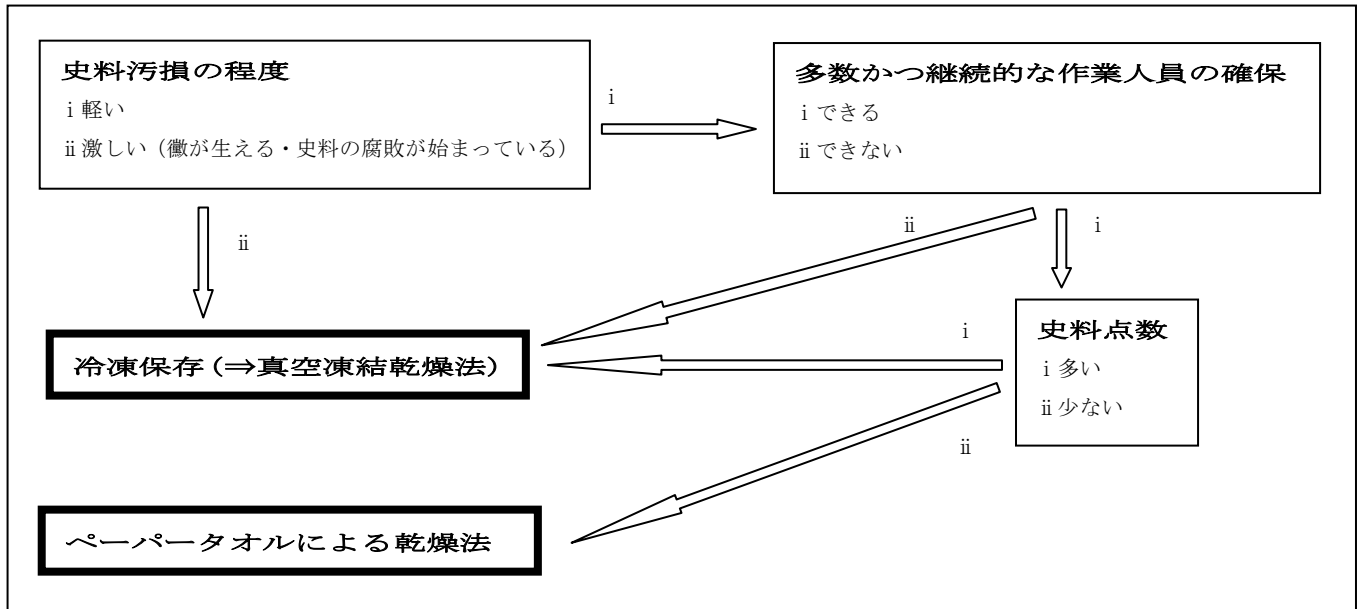 史料汚損の程度
ⅰ軽い
ⅱ激しい（黴が生える・史料の腐敗が始まっている）
ⅰ
多数かつ継続的な作業人員の確保
ⅰできる
ⅱできない
ⅱ
ⅱ
ⅰ
史料点数
ⅰ多い
ⅱ少ない
ⅰ
冷凍保存（⇒真空凍結乾燥法）
ⅱ
ペーパータオルによる乾燥法